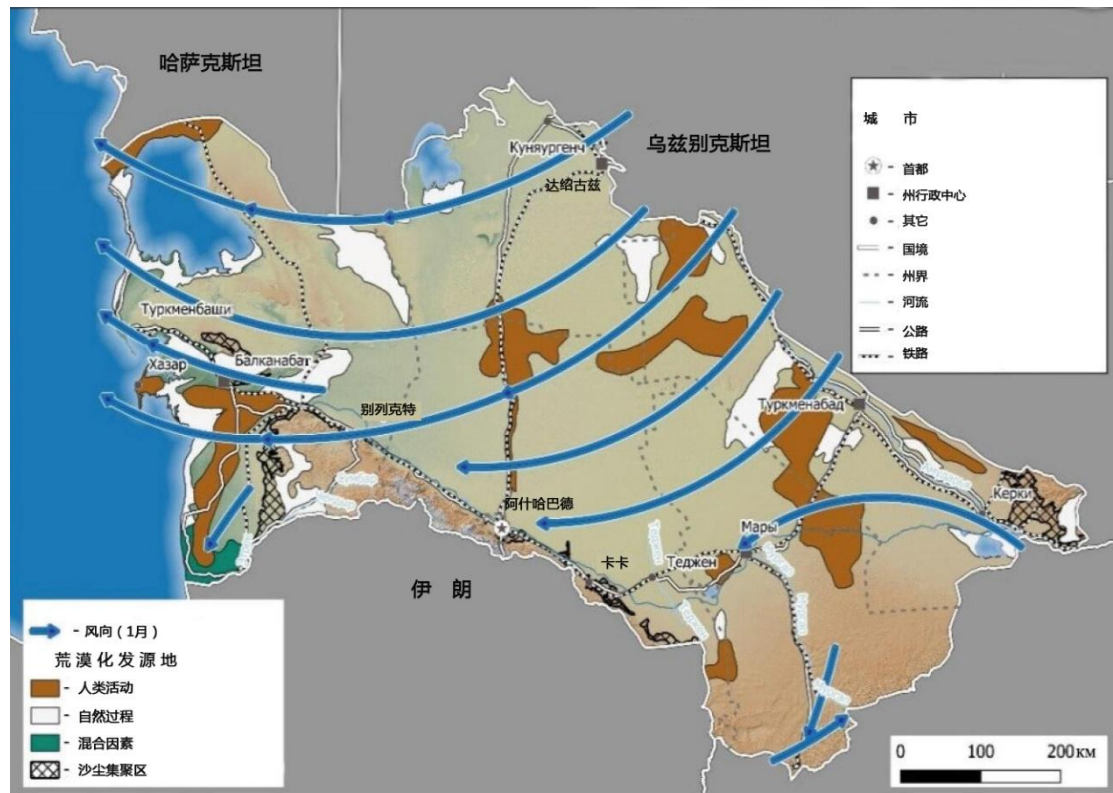 哈萨克斯坦
乌兹别克斯坦
Куняургенч
达绍古兹
城 市
- 首都
- 州行政中心
- 其它
- 国境
- 州界
- 河流
- 公路
- 铁路
Туркменбаши
Хазар
Балканабат
别列克特
Туркменабад
Амударья
Керки
阿什哈巴德
Мары
卡卡
Теджен
伊 朗
- 风向（1月）
荒 漠 化 发 源 地
- 人类活动
- 自然过程
- 混合因素
- 沙尘集聚区
0 100 200 км